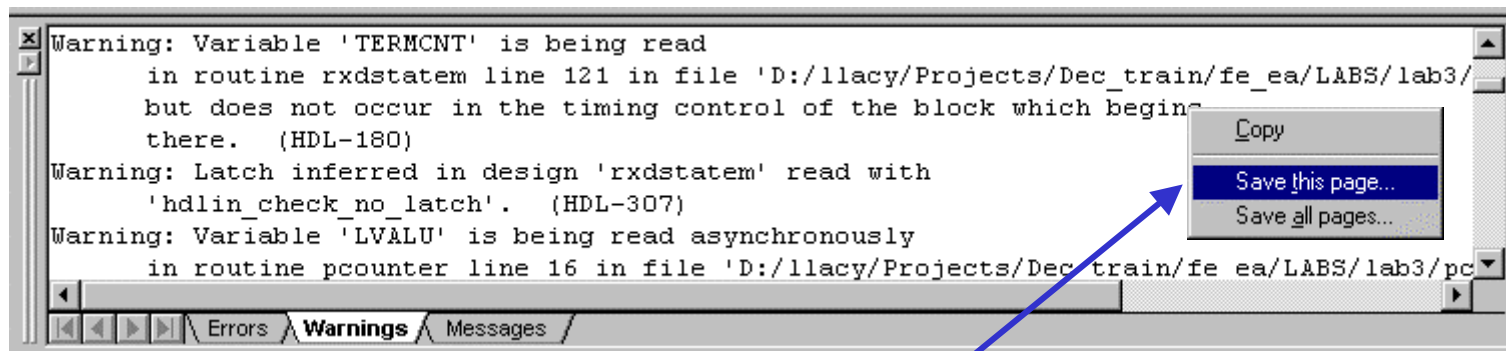 Warning: Variable 'TERMCNT' is being read
in routine rxdstatem line 121 in file 'D:/llacy/Projects/Dec_train/fe_ea/LABS/lab3/
but does not occur in the timing control of the block which begins
there. (HDL-180)
Warning: Latch inferred in design 'rxdstatem' read with
'hdlin_check_no_latch'. (HDL-307)
Warning: Variable 'LVALU' is being read asynchronously
in routine pcounter line 16 in file 'D:/llacy/Projects/Dec_train/fe_ea/LABS/lab3/pc
Copy
Save this page...
Save all pages...
Errors Warnings Messages